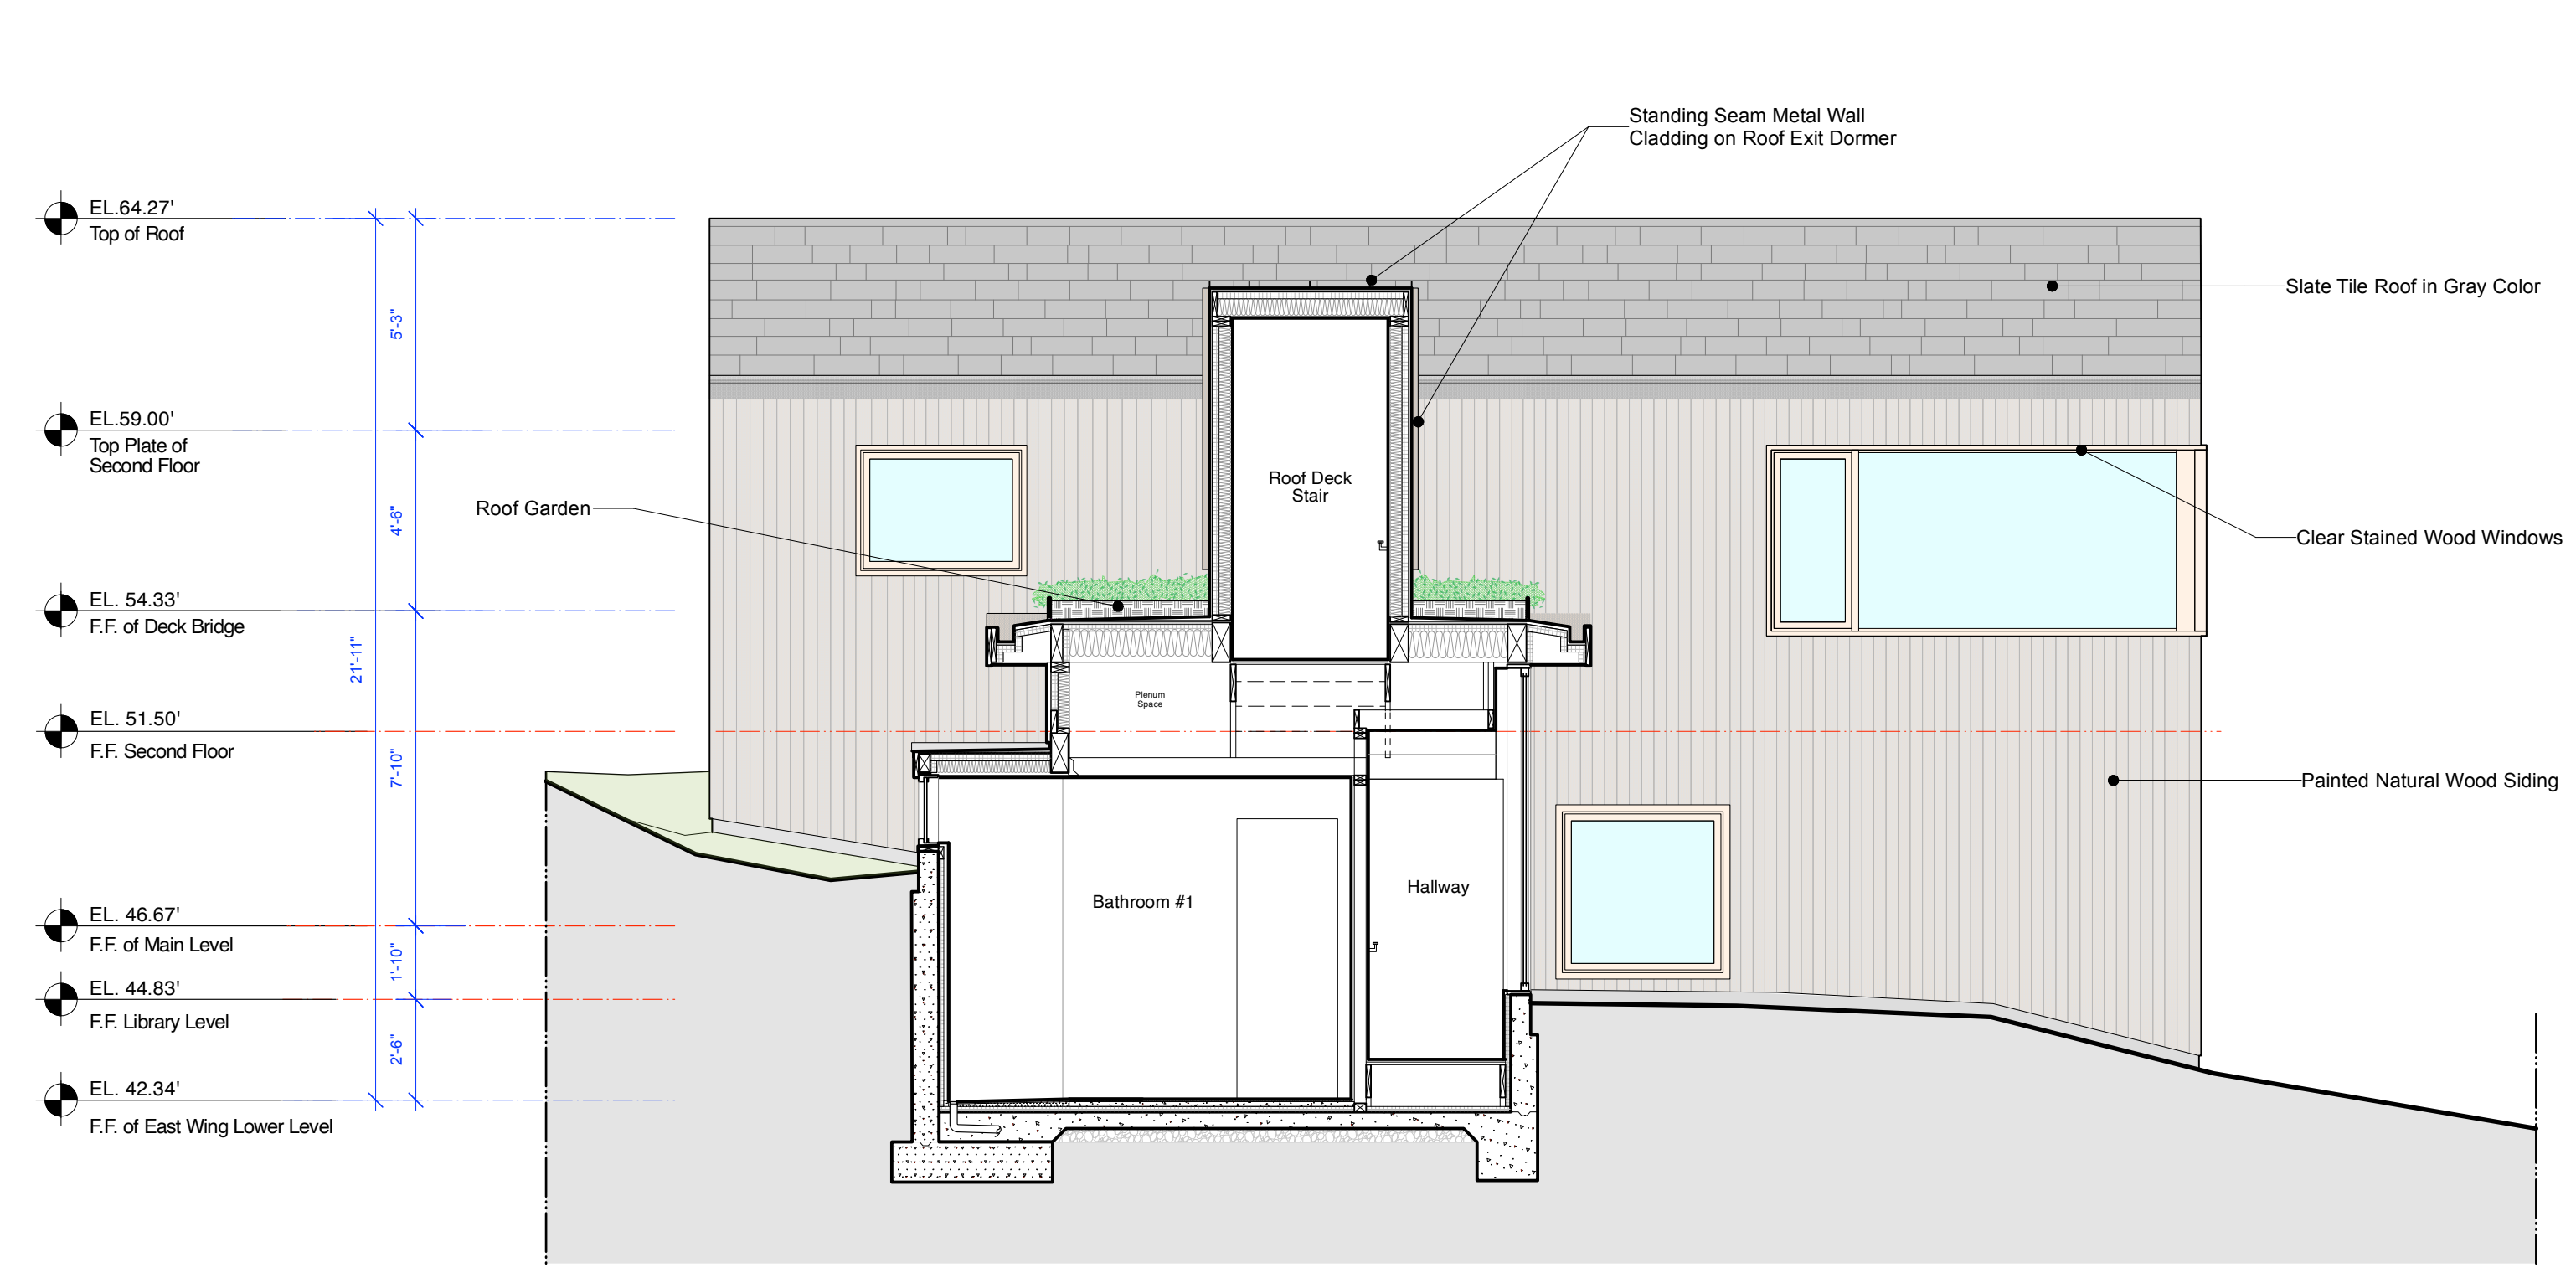 Standing Seam Metal Wall
Cladding on Roof Exit Dormer
EL.64.27'
Top of Roof
Slate Tile Roof in Gray Color
5'-3"
EL.59.00'
Top Plate of
Second Floor
Roof Deck
Stair
Roof Garden
4'-6"
Clear Stained Wood Windows
EL. 54.33'
F.F. of Deck Bridge
21'-11"
Plenum
Space
EL. 51.50'
F.F. Second Floor
7'-10"
Painted Natural Wood Siding
Hallway
Bathroom #1
EL. 46.67'
F.F. of Main Level
1'-10"
EL. 44.83'
F.F. Library Level
2'-6"
EL. 42.34'
F.F. of East Wing Lower Level